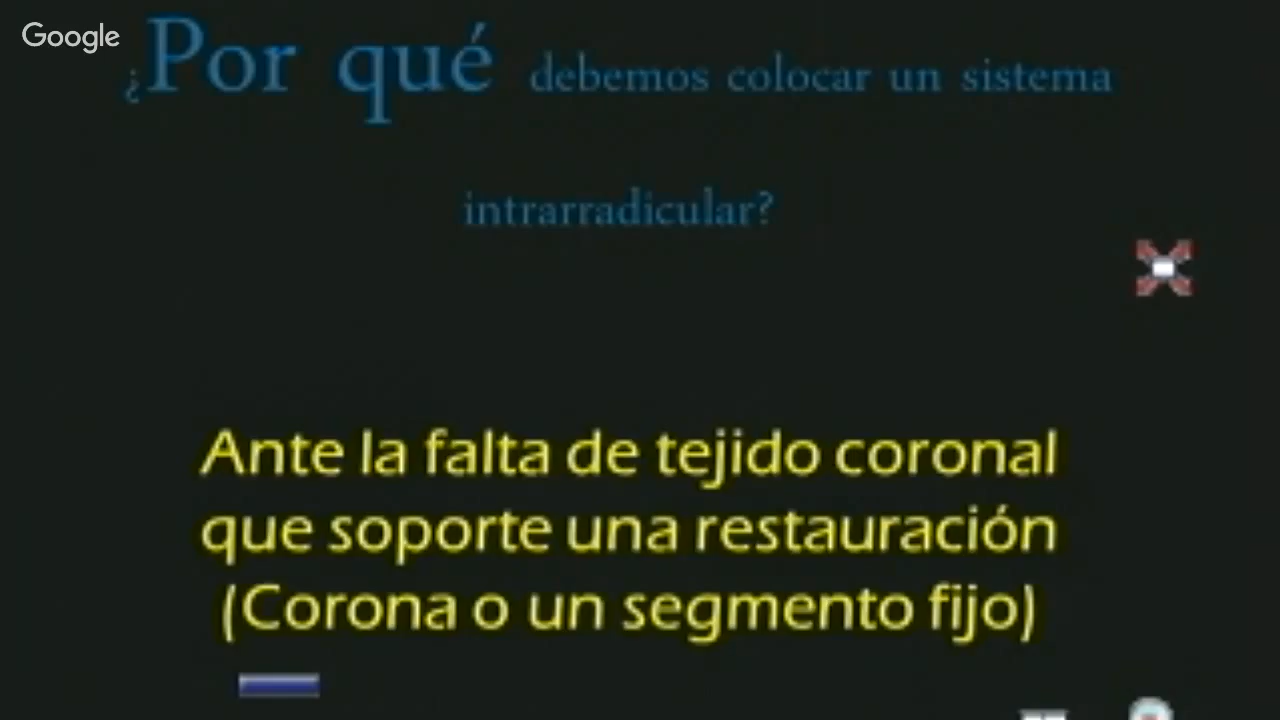 Google
¿Por qué debemos colocar un sistema
intrarradicular?
Ante la falta de tejido coronal
que soporte una restauración
(Corona o un segmento fijo)